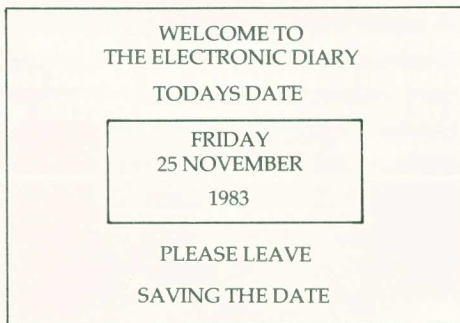 WELCOME TO
THE ELECTRONIC DIARY
TODAYS DATE
FRIDAY
25 NOVEMBER
1983
PLEASE LEAVE
SAVING THE DATE